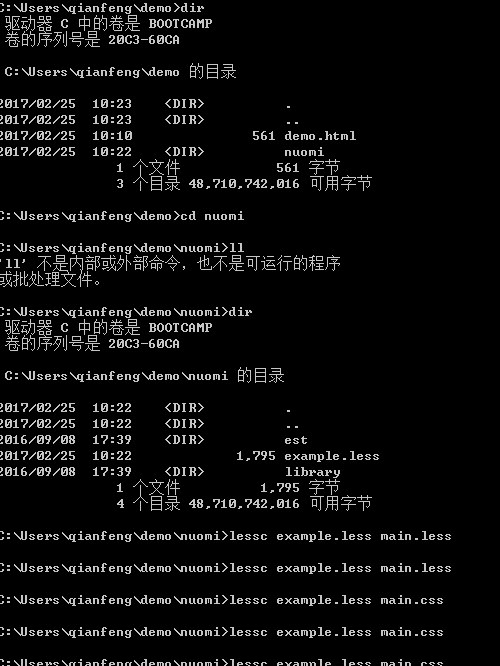 C:\Users\qianfeng\demo>dir
驱动器 C 中的卷是 BOOTCAMP
卷的序列号是 20C3-60CA
C:\Users\qianfeng\demo 的目录
2017/02/25 10:23 <DIR> .
2017/02/25 10:23 <DIR> ..
2017/02/25 10:10 561 demo.html
2017/02/25 10:22 <DIR> nuomi
1 个文件 561 字节
3 个目录 48,710,742,016 可用字节
C:\Users\qianfeng\demo>cd nuomi
C:\Users\qianfeng\demo\nuomi>ll
'll' 不是内部或外部命令，也不是可运行的程序
或批处理文件。
C:\Users\qianfeng\demo\nuomi>dir
驱动器 C 中的卷是 BOOTCAMP
卷的序列号是 20C3-60CA
C:\Users\qianfeng\demo\nuomi 的目录
2017/02/25 10:22 <DIR> .
2017/02/25 10:22 <DIR> ..
2016/09/08 17:39 <DIR> est
2017/02/25 10:22 1,795 example.less
2016/09/08 17:39 <DIR> library
1 个文件 1,795 字节
4 个目录 48,710,742,016 可用字节
C:\Users\qianfeng\demo\nuomi>lessc example.less main.less
C:\Users\qianfeng\demo\nuomi>lessc example.less main.less
C:\Users\qianfeng\demo\nuomi>lessc example.less main.css
C:\Users\qianfeng\demo\nuomi>lessc example.less main.css
C:\Users\qianfeng\demo\nuomi>lessc example.less main.css